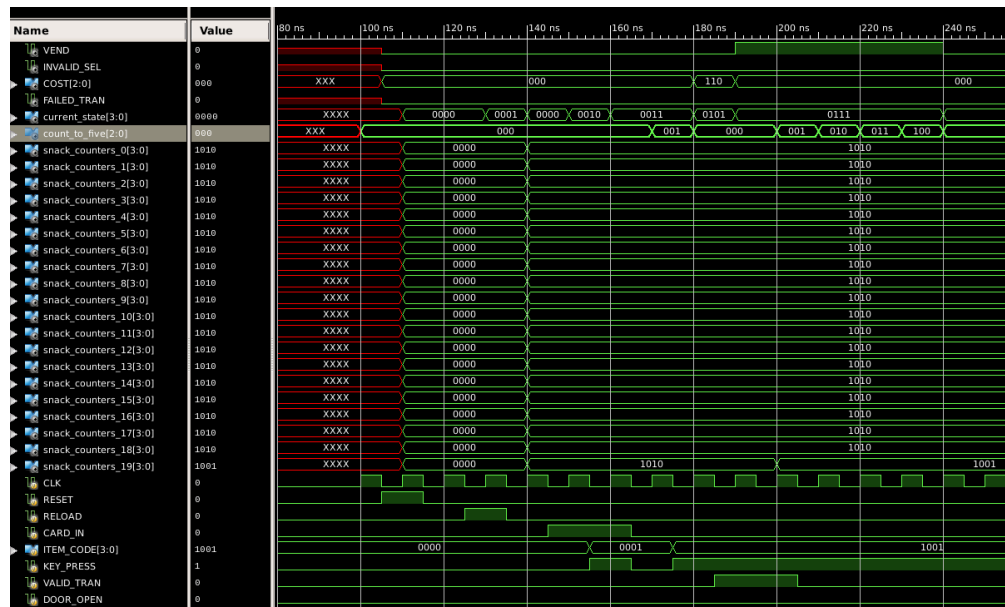 Name Value 80 ns 100 ns 120 ns 140 ns 160 ns 180 ns 200 ns 220 ns 240 ns
VEND 0
INVALID_SEL 0
COST[2:0] 000 XXX 000 110 000
FAILED_TRAN 0
current_state[3:0] 0000 XXXX 0000 0001 0000 0010 0011 0101 0111
count_to_five[2:0] 000 XXX 000 001 000 001 010 011 100
snack_counters_0[3:0] 1010 XXXX 0000 1010
snack_counters_1[3:0] 1010 XXXX 0000 1010
snack_counters_2[3:0] 1010 XXXX 0000 1010
snack_counters_3[3:0] 1010 XXXX 0000 1010
snack_counters_4[3:0] 1010 XXXX 0000 1010
snack_counters_5[3:0] 1010 XXXX 0000 1010
snack_counters_6[3:0] 1010 XXXX 0000 1010
snack_counters_7[3:0] 1010 XXXX 0000 1010
snack_counters_8[3:0] 1010 XXXX 0000 1010
snack_counters_9[3:0] 1010 XXXX 0000 1010
snack_counters_10[3:0] 1010 XXXX 0000 1010
snack_counters_11[3:0] 1010 XXXX 0000 1010
snack_counters_12[3:0] 1010 XXXX 0000 1010
snack_counters_13[3:0] 1010 XXXX 0000 1010
snack_counters_14[3:0] 1010 XXXX 0000 1010
snack_counters_15[3:0] 1010 XXXX 0000 1010
snack_counters_16[3:0] 1010 XXXX 0000 1010
snack_counters_17[3:0] 1010 XXXX 0000 1010
snack_counters_18[3:0] 1010 XXXX 0000 1010
snack_counters_19[3:0] 1001 XXXX 0000 1010 1001
CLK 0
RESET 0
RELOAD 0
CARD_IN 0
ITEM_CODE[3:0] 1001 0000 0001 1001
KEY_PRESS 1
VALID_TRAN 0
DOOR_OPEN 0